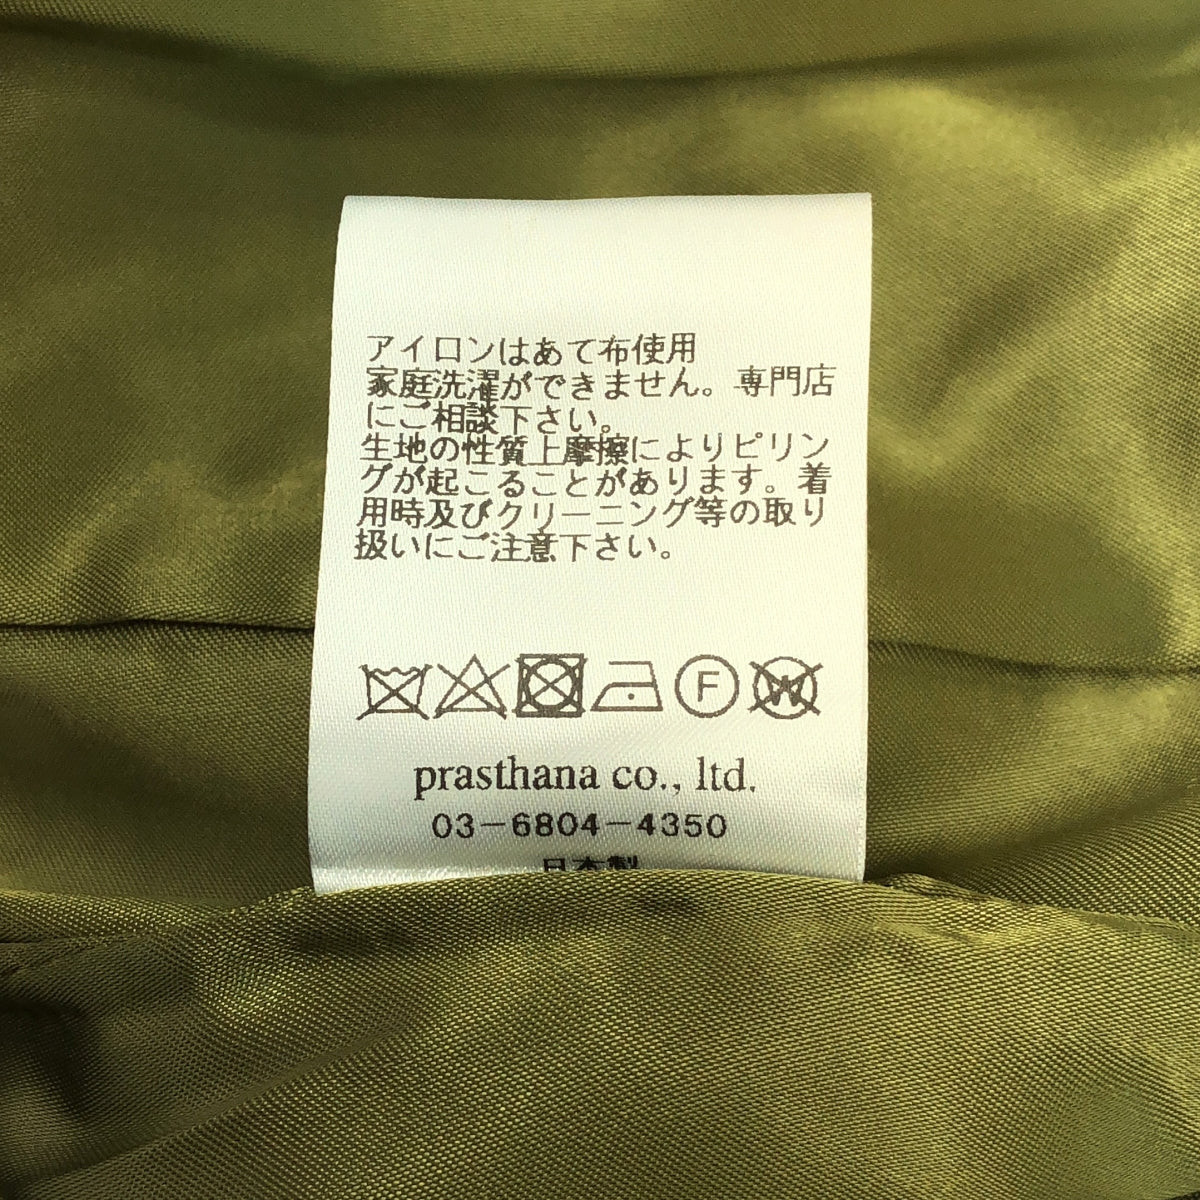 アイロンはあて布使用
家庭洗濯ができません。専門店
にご相談下さい。
生地の性質上摩擦によりピリン
グが起こることがあります。着
用時及びクリーニング等の取り
扱いにご注意下さい。
F W
prasthana co., ltd.
03-6804-4350
日本製